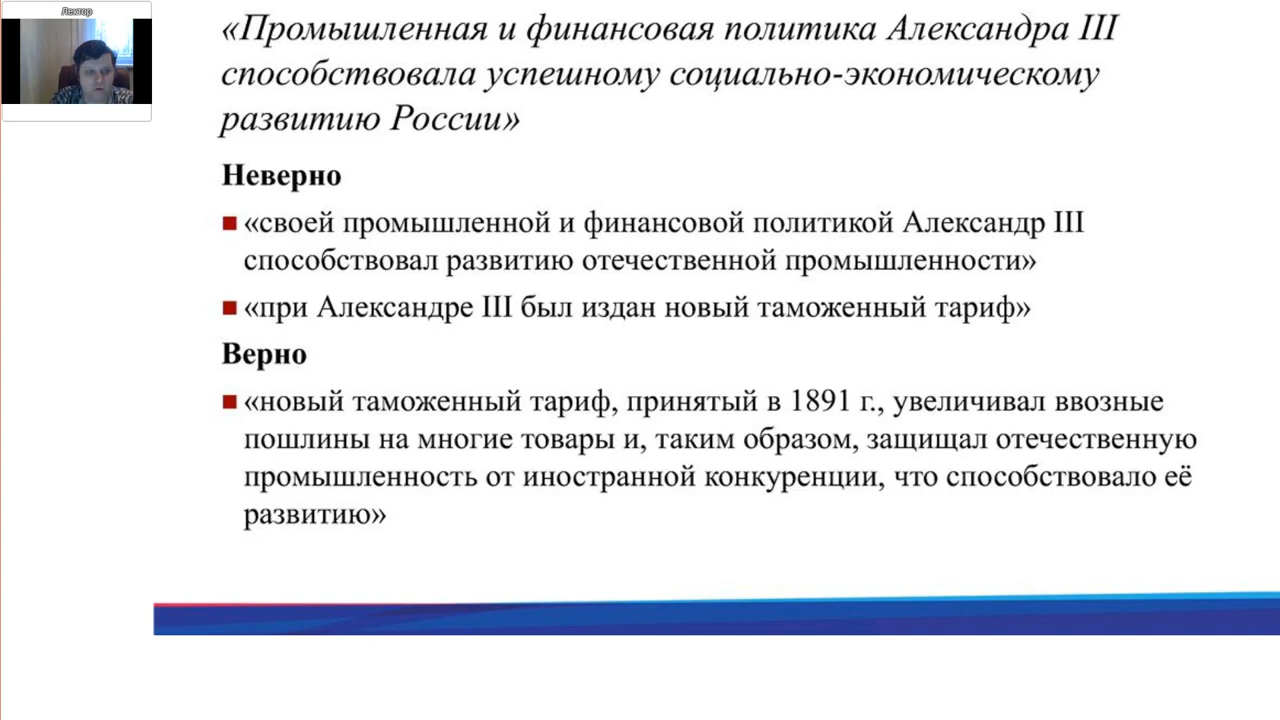 Лектор
«Промышленная и финансовая политика Александра III
способствовала успешному социально-экономическому
развитию России»
Неверно
«своей промышленной и финансовой политикой Александр III
способствовал развитию отечественной промышленности»
«при Александре III был издан новый таможенный тариф»
Верно
«новый таможенный тариф, принятый в 1891 г., увеличивал ввозные
пошлины на многие товары и, таким образом, защищал отечественную
промышленность от иностранной конкуренции, что способствовало её
развитию»